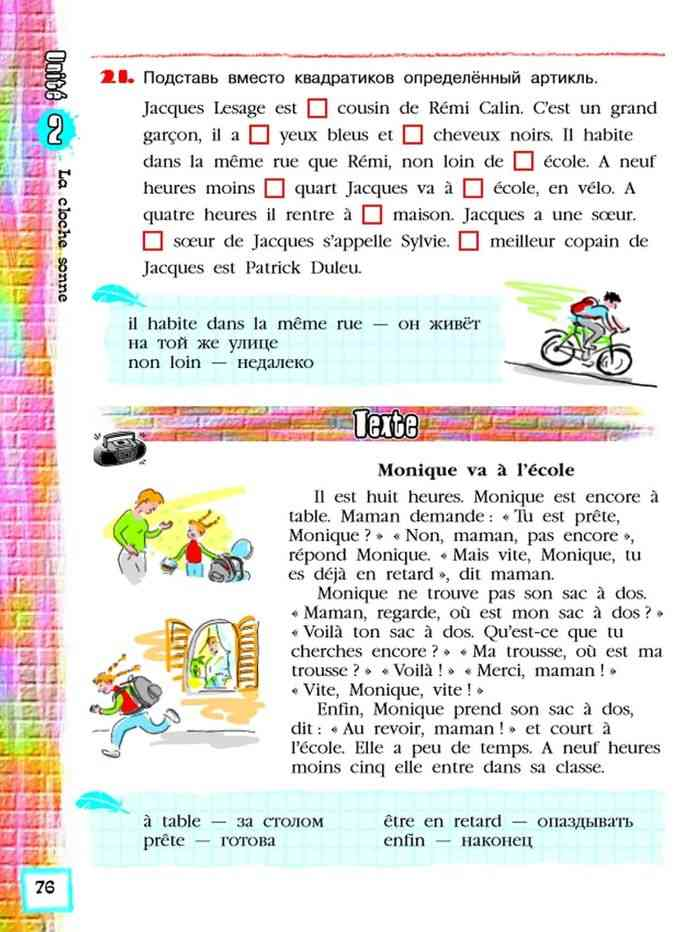 Unité
2
La cloche sonne
21. Подставь вместо квадратиков определённый артикль.
Jacques Lesage est □ cousin de Rémi Calin. C'est un grand
garçon, il a □ yeux bleus et □ cheveux noirs. Il habite
dans la même rue que Rémi, non loin de □ école. A neuf
heures moins □ quart Jacques va à □ école, en vélo. A
quatre heures il rentre à □ maison. Jacques a une sœur.
□ sœur de Jacques s'appelle Sylvie. □ meilleur copain de
Jacques est Patrick Duleu.
il habite dans la même rue — он живёт
на той же улице
non loin — недалеко
Texte
Monique va à l'école
Il est huit heures. Monique est encore à
table. Maman demande : « Tu est prête,
Monique ? » « Non, maman, pas encore »,
répond Monique. « Mais vite, Monique, tu
es déjà en retard », dit maman.
Monique ne trouve pas son sac à dos.
« Maman, regarde, où est mon sac à dos ? »
« Voilà ton sac à dos. Qu'est-ce que tu
cherches encore ? » « Ma trousse, où est ma
trousse ? » « Voilà ! » « Merci, maman ! »
« Vite, Monique, vite ! »
Enfin, Monique prend son sac à dos,
dit : « Au revoir, maman ! » et court à
l'école. Elle a peu de temps. A neuf heures
moins cinq elle entre dans sa classe.
à table — за столом
prête — готова
être en retard — опаздывать
enfin — наконец
76